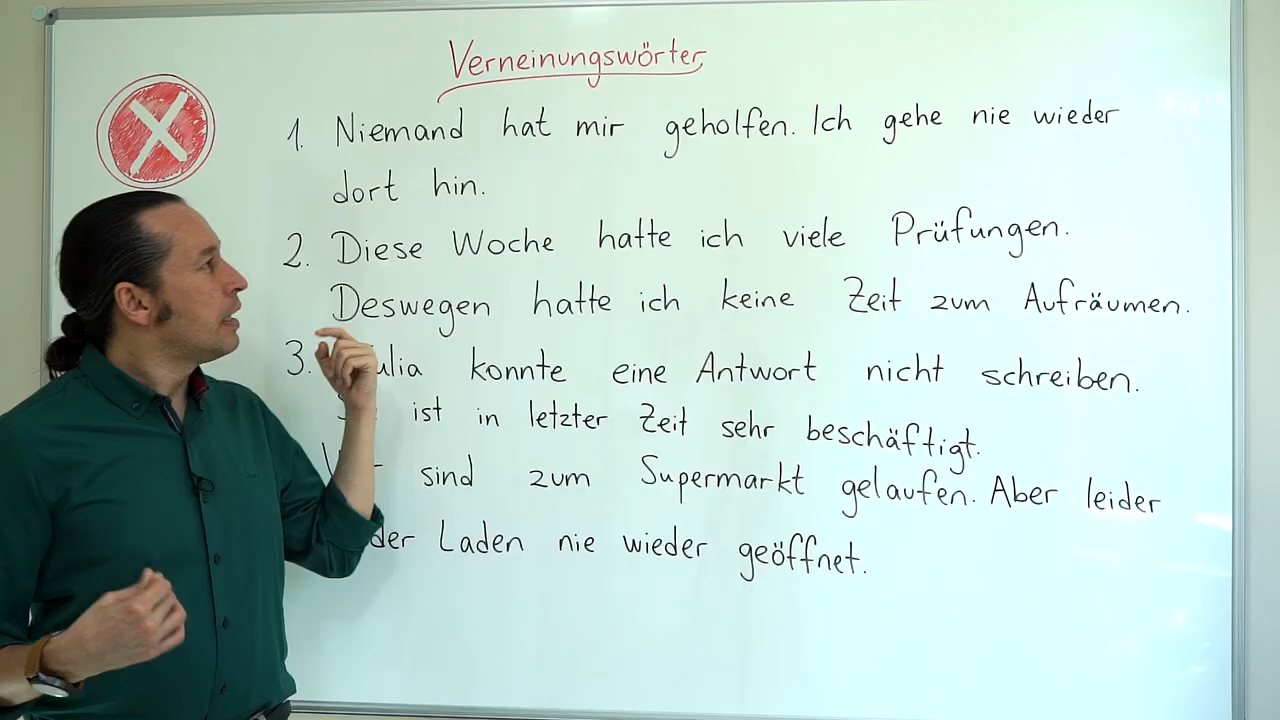 Verneinungswörter
1. Niemand hat mir geholfen. Ich gehe nie wieder
dort hin.
2. Diese Woche hatte ich viele Prüfungen.
Deswegen hatte ich keine Zeit zum Aufräumen.
3. ulia konnte eine Antwort nicht schreiben.
ist in letzter Zeit sehr beschäftigt.
sind zum Supermarkt gelaufen. Aber leider
der Laden nie wieder geöffnet.